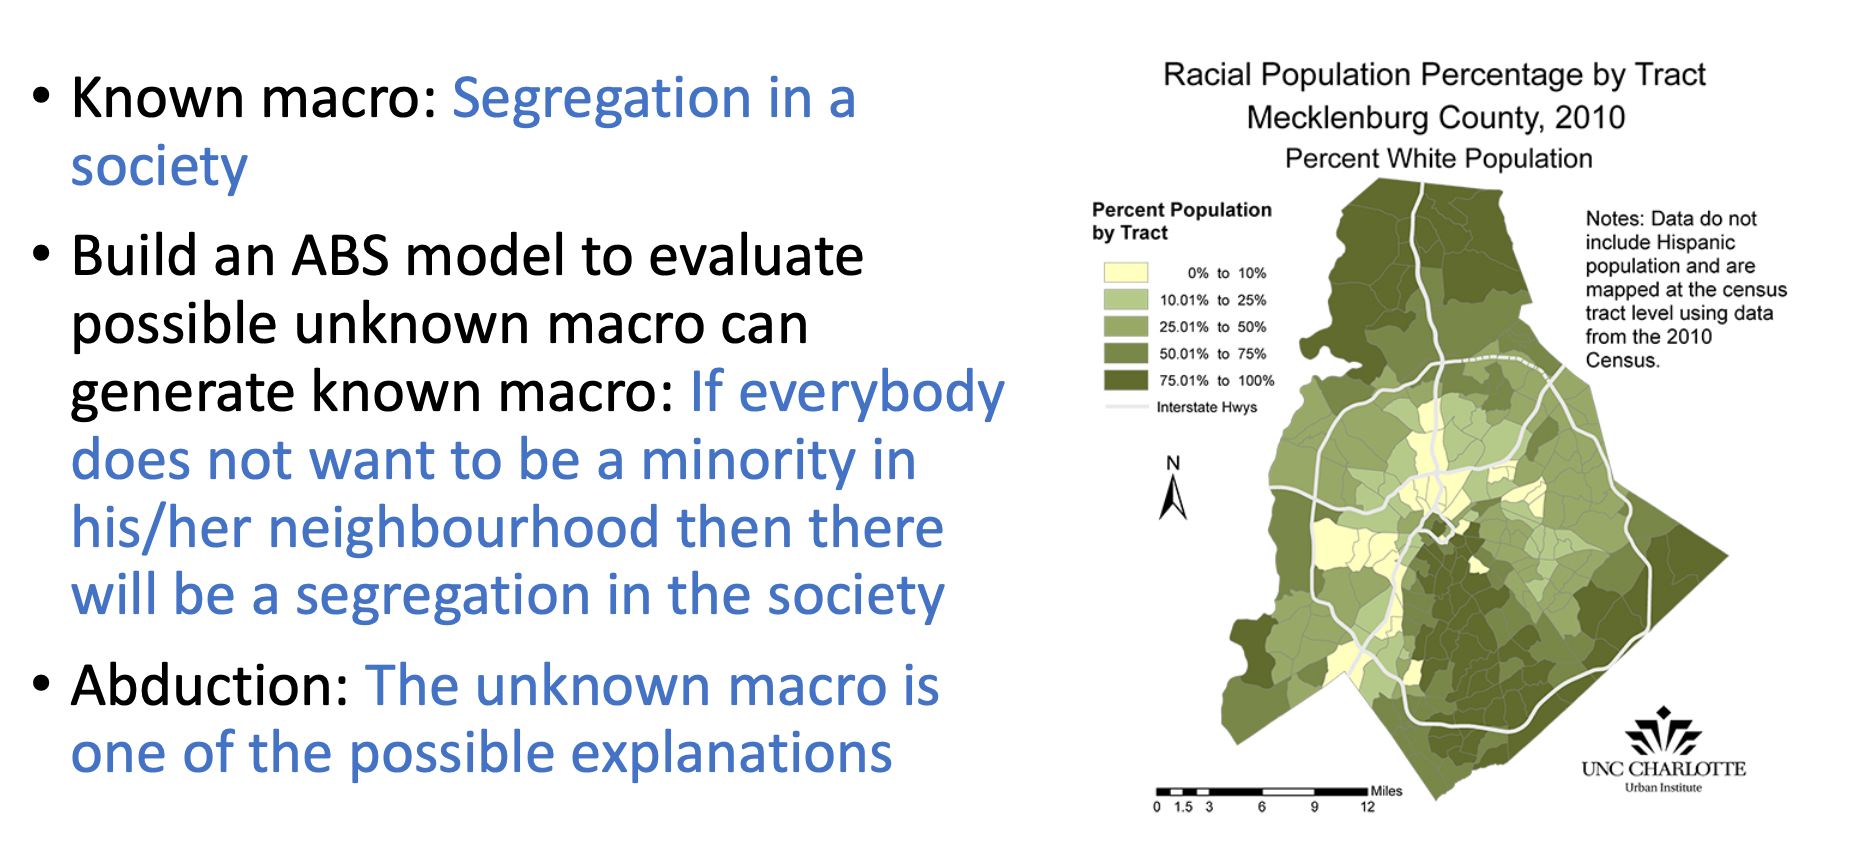 • Known macro: Segregation in a
society
• Build an ABS model to evaluate
possible unknown macro can
generate known macro: If everybody
does not want to be a minority in
his/her neighbourhood then there
will be a segregation in the society
• Abduction: The unknown macro is
one of the possible explanations
Racial Population Percentage by Tract
Mecklenburg County, 2010
Percent White Population
Percent Population
by Tract
0% to 10%
10.01% to 25%
25.01% to 50%
50.01% to 75%
75.01% to 100%
Interstate Hwys
Notes: Data do not
include Hispanic
population and are
mapped at the census
tract level using data
from the 2010
Census.
N
UNC CHARLOTTE
Urban Institute
Miles
0 1.5 3 6 9 12